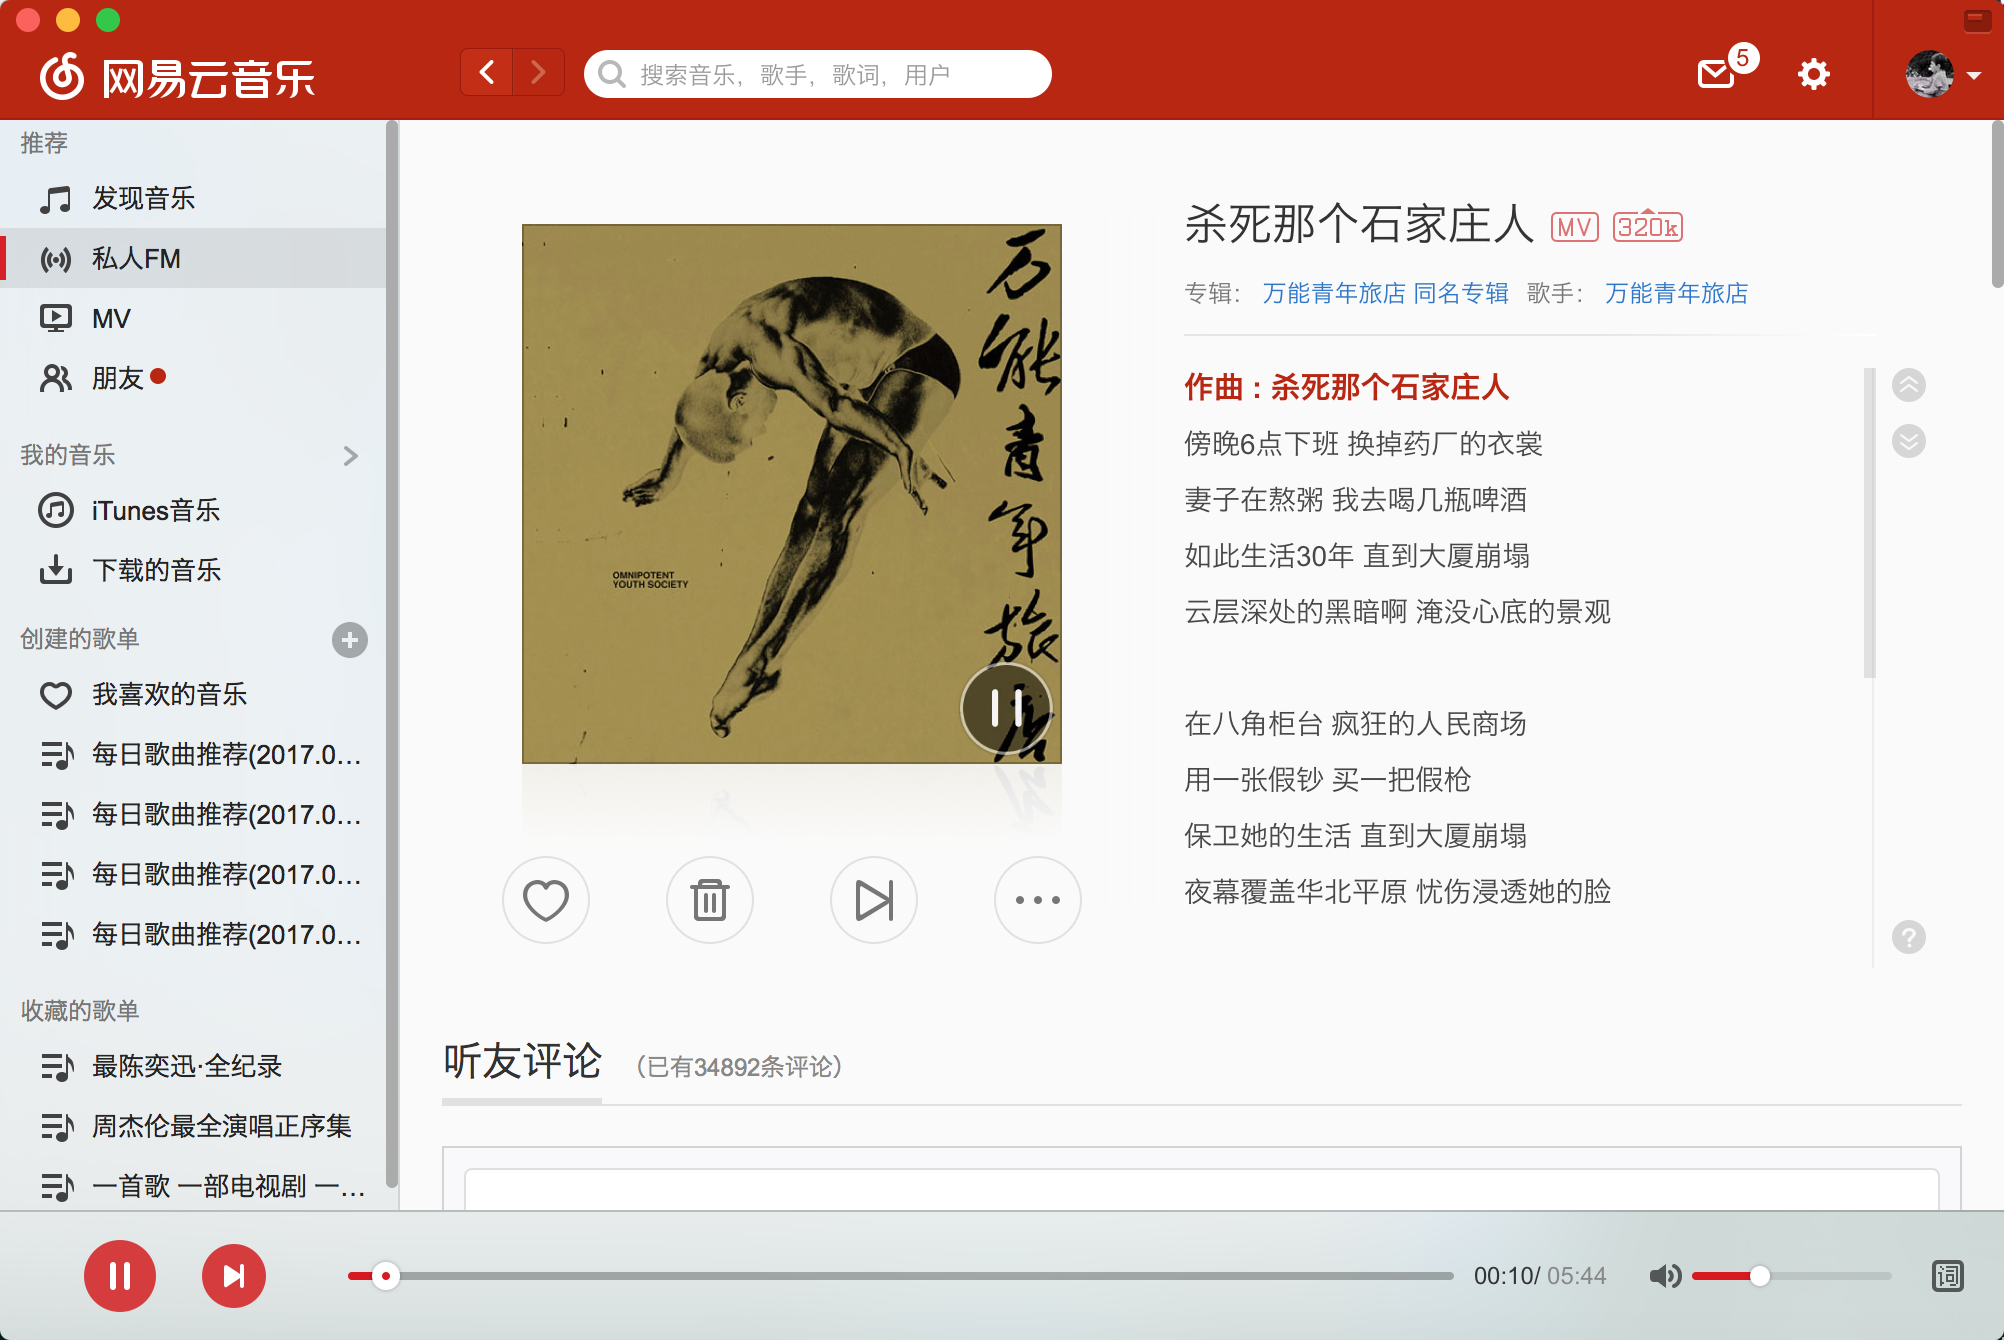 网易云音乐
搜索音乐，歌手，歌词，用户
5
推荐
发现音乐
私人FM
MV
朋友
我的音乐
iTunes音乐
下载的音乐
创建的歌单
我喜欢的音乐
每日歌曲推荐(2017.0...
每日歌曲推荐(2017.0...
每日歌曲推荐(2017.0...
每日歌曲推荐(2017.0...
收藏的歌单
最陈奕迅·全纪录
周杰伦最全演唱正序集
一首歌 一部电视剧 一...
万能青年旅店
OMNIPOTENT
YOUTH SOCIETY
杀死那个石家庄人 MV 320k
专辑： 万能青年旅店 同名专辑 歌手： 万能青年旅店
作曲 : 杀死那个石家庄人
傍晚6点下班 换掉药厂的衣裳
妻子在熬粥 我去喝几瓶啤酒
如此生活30年 直到大厦崩塌
云层深处的黑暗啊 淹没心底的景观
在八角柜台 疯狂的人民商场
用一张假钞 买一把假枪
保卫她的生活 直到大厦崩塌
夜幕覆盖华北平原 忧伤浸透她的脸
?
听友评论 （已有34892条评论）
00:10/ 05:44
词